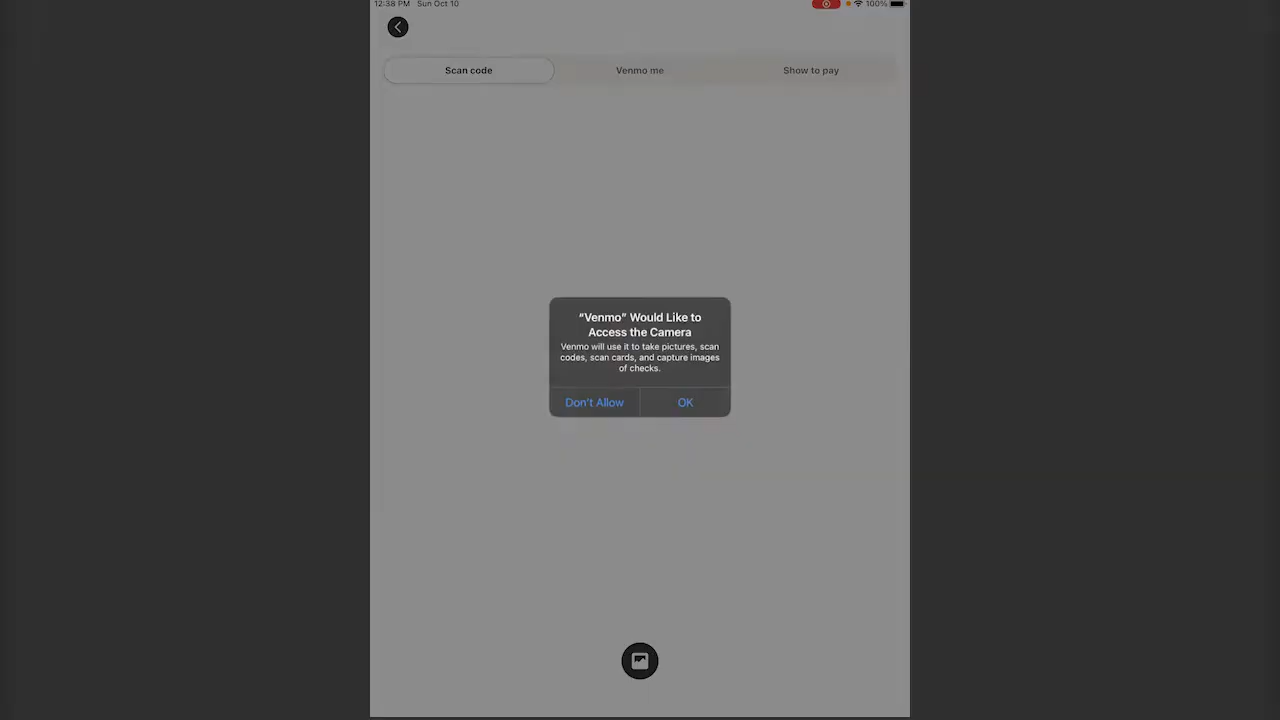 12:38 PM Sun Oct 10
100%
Scan code
Venmo me
Show to pay
“Venmo” Would Like to
Access the Camera
Venmo will use it to take pictures, scan
codes, scan cards, and capture images
of checks.
Don't Allow
OK